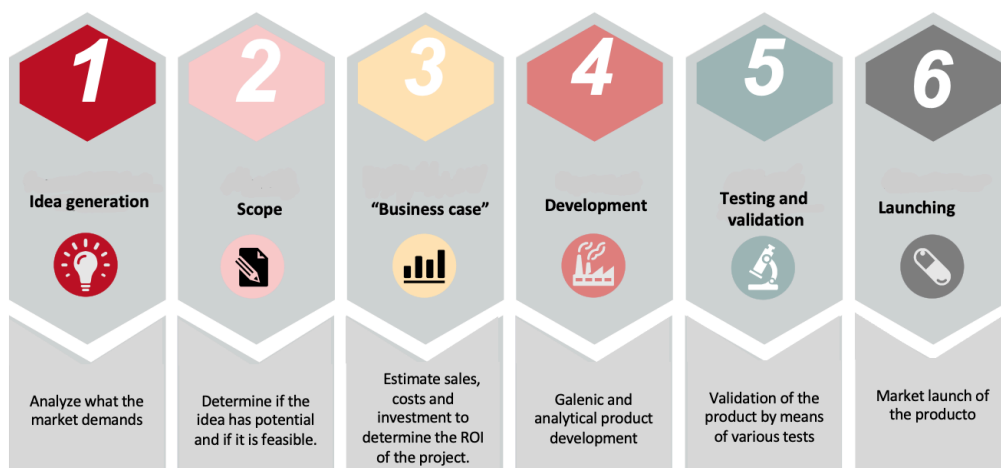 1
2
3
4
5
6
Idea generation
Scope
“Business case”
Development
Testing and
validation
Launching
Analyze what the
market demands
Determine if the
idea has potential
and if it is feasible.
Estimate sales,
costs and
investment to
determine the ROI
of the project.
Galenic and
analytical product
development
Validation of the
product by means
of various tests
Market launch of
the producto